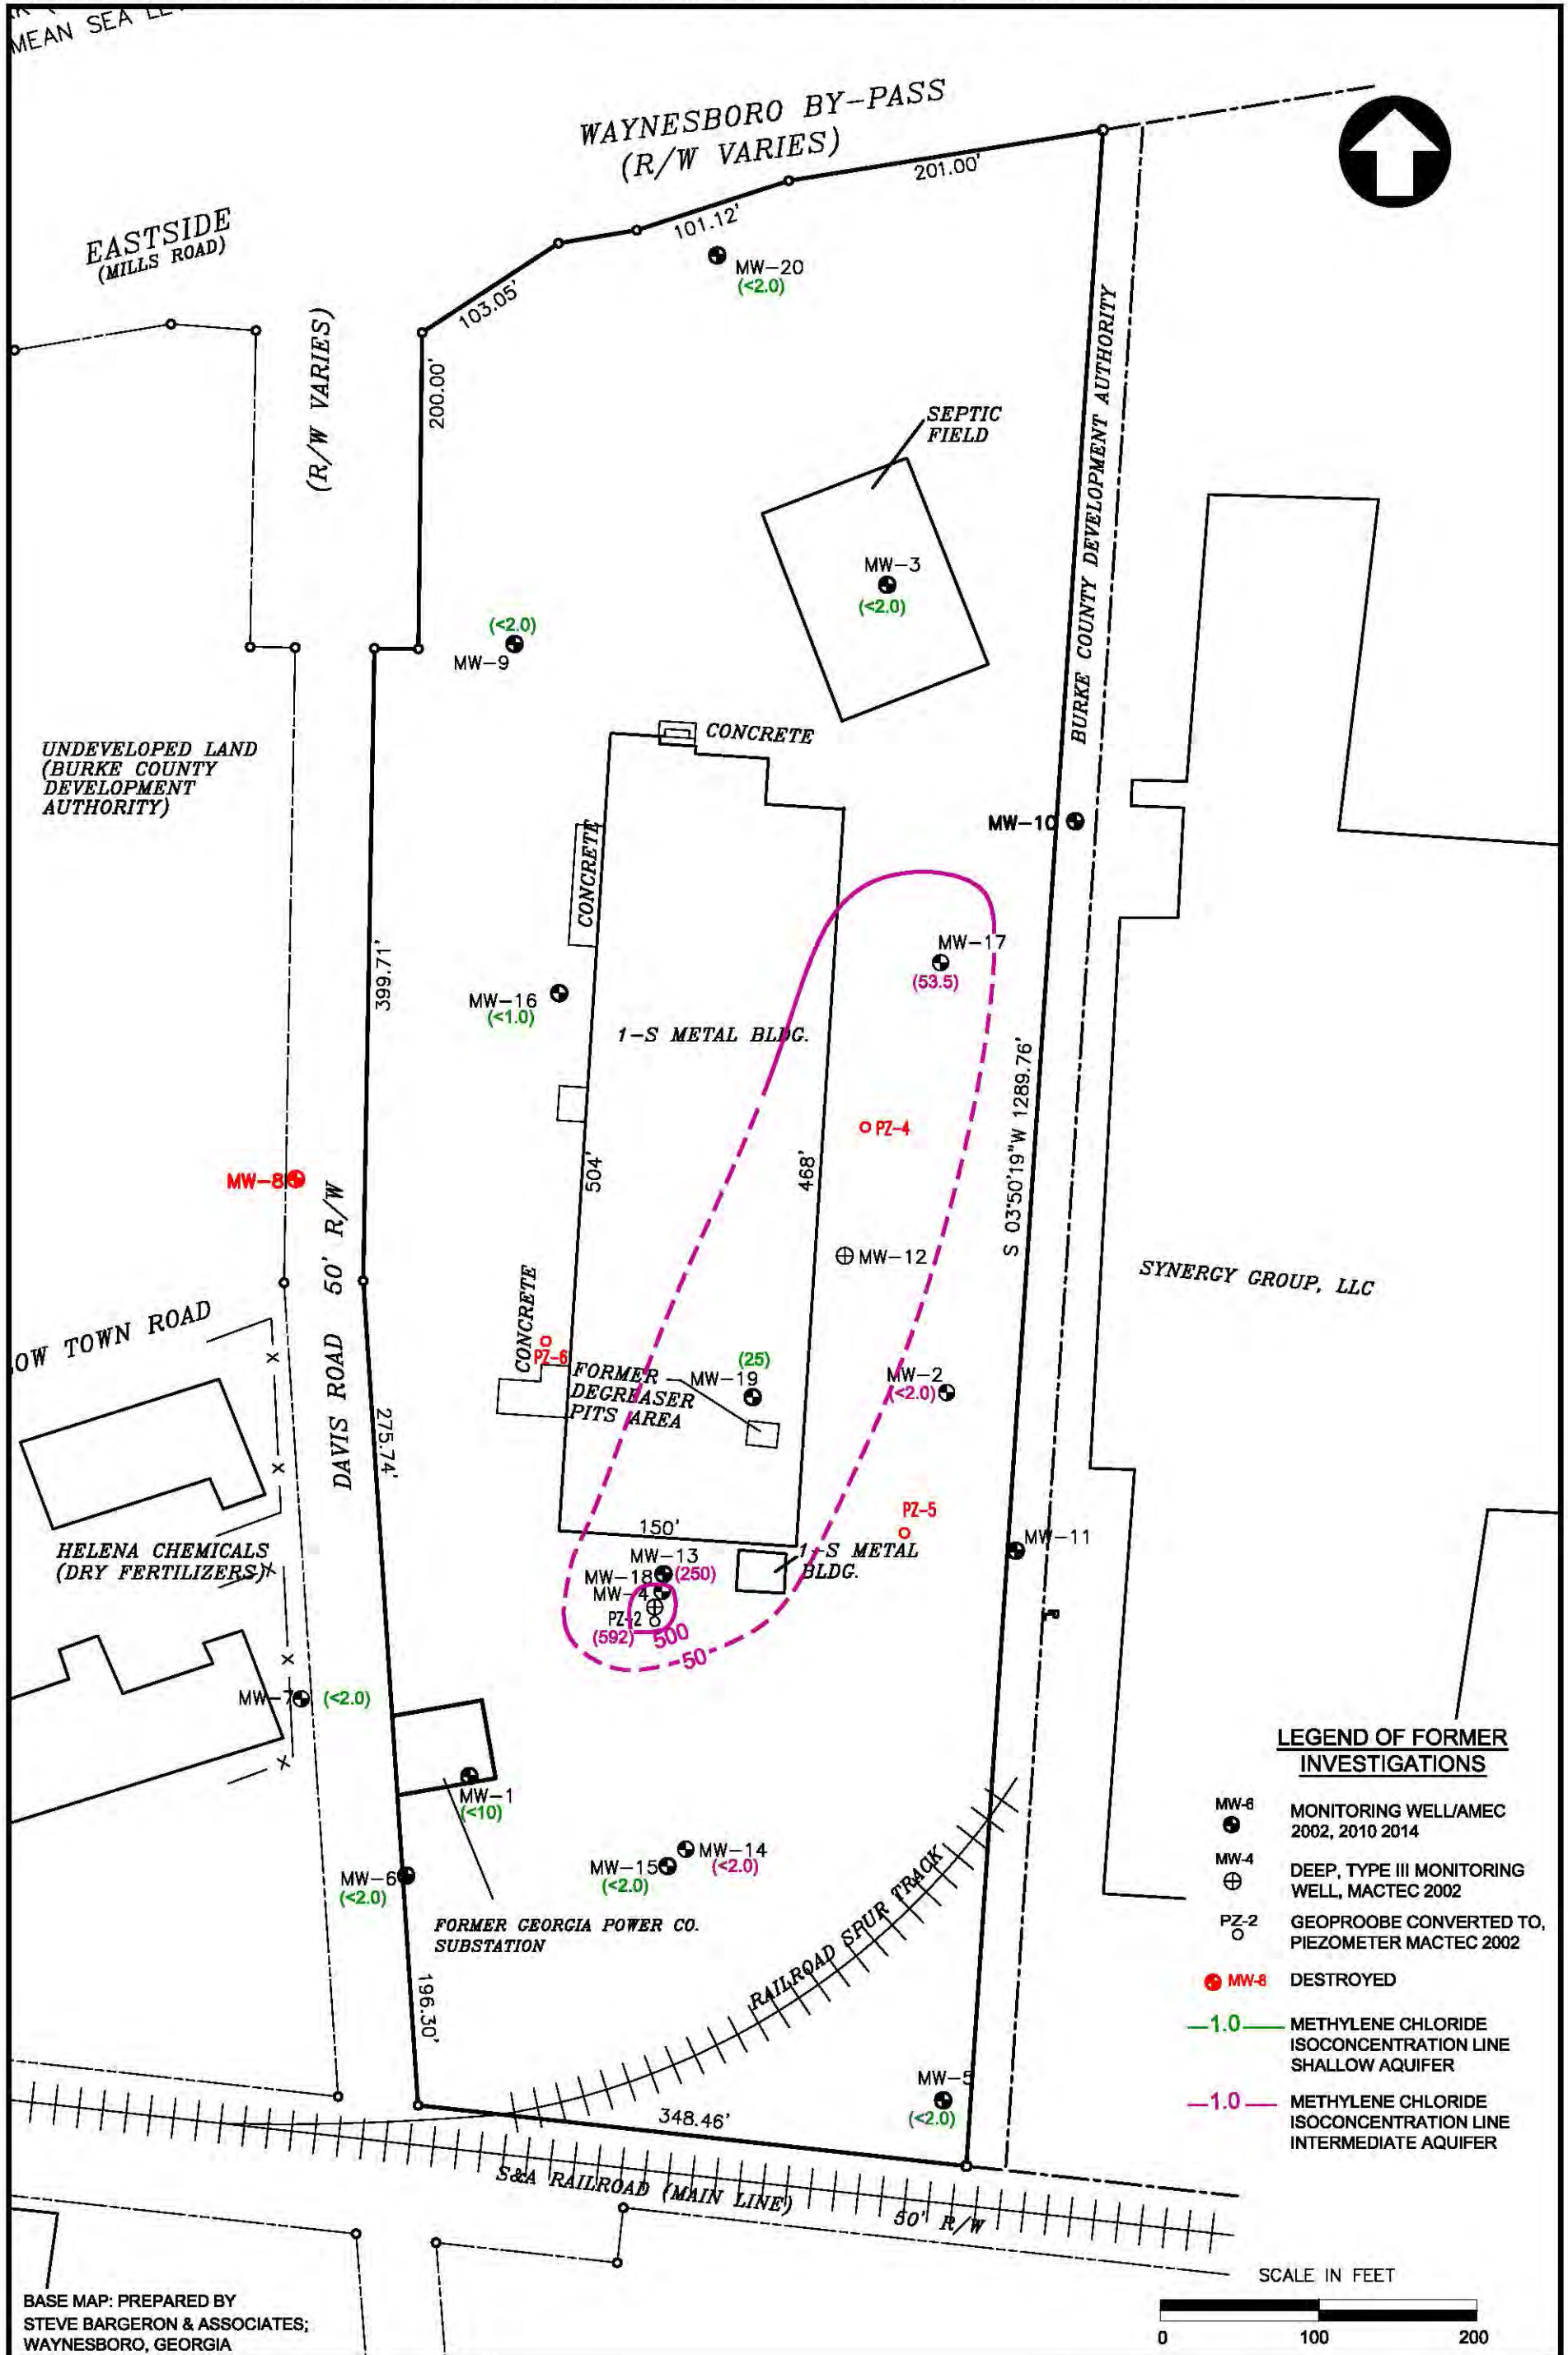 MEAN SEA
WAYNESBORO BY-PASS
(R/W VARIES)
201.00'
101.12'
103.05'
EASTSIDE
(MILLS ROAD)
(R/W VARIES)
200.00'
MW-20
(<2.0)
SEPTIC
FIELD
MW-3
(<2.0)
BURKE COUNTY DEVELOPMENT AUTHORITY
(<2.0)
MW-9
UNDEVELOPED LAND
(BURKE COUNTY
DEVELOPMENT
AUTHORITY)
CONCRETE
CONCRETE
MW-10
399.71'
MW-17
(53.5)
MW-16
(<1.0)
1-S METAL BLDG.
S 03°50'19"W 1289.76'
PZ-4
504'
468'
MW-8
DAVIS ROAD 50' R/W
MW-12
SYNERGY GROUP, LLC
OW TOWN ROAD
CONCRETE
PZ-6
FORMER
DEGREASER
PITS AREA
MW-19
(25)
MW-2
(<2.0)
275.74'
PZ-5
150'
MW-11
HELENA CHEMICALS
(DRY FERTILIZERS)
MW-13
(250)
MW-18
MW-4
PZ-2
(592)
500
50
1-S METAL
BLDG.
MW-7
(<2.0)
MW-1
(<10)
MW-14
(<2.0)
MW-15
(<2.0)
MW-6
(<2.0)
FORMER GEORGIA POWER CO.
SUBSTATION
RAILROAD SPUR TRACK
196.30'
MW-5
(<2.0)
348.46'
S&A RAILROAD (MAIN LINE)
50' R/W
LEGEND OF FORMER
INVESTIGATIONS
MW-6
MONITORING WELL/AMEC
2002, 2010 2014
MW-4
DEEP, TYPE III MONITORING
WELL, MACTEC 2002
PZ-2
GEOPROOBE CONVERTED TO,
PIEZOMETER MACTEC 2002
MW-8 DESTROYED
1.0
METHYLENE CHLORIDE
ISOCONCENTRATION LINE
SHALLOW AQUIFER
1.0
METHYLENE CHLORIDE
ISOCONCENTRATION LINE
INTERMEDIATE AQUIFER
SCALE IN FEET
0 100 200
BASE MAP: PREPARED BY
STEVE BARGERON & ASSOCIATES;
WAYNESBORO, GEORGIA